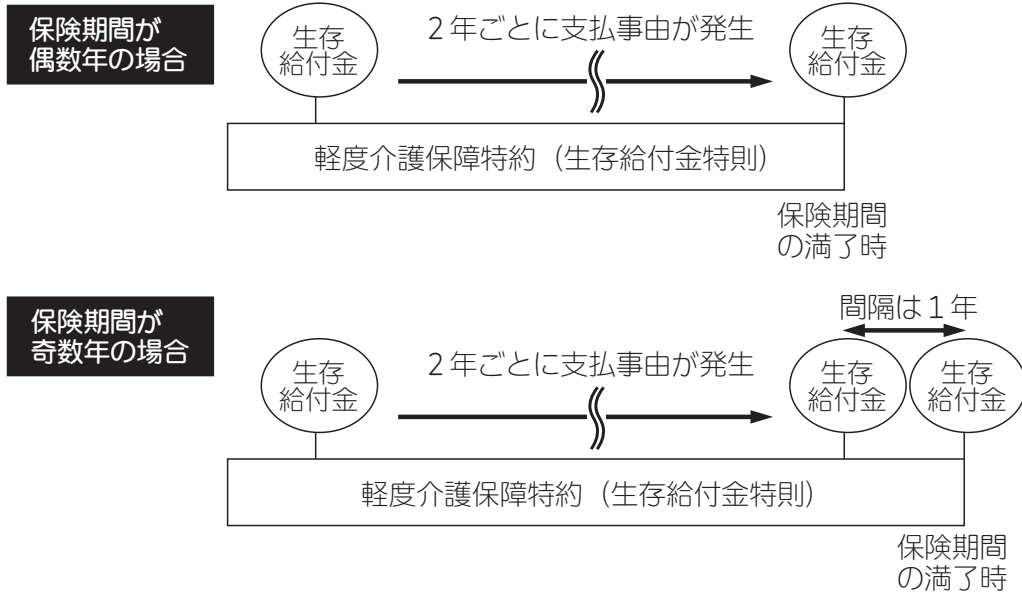 保険期間が
偶数年の場合
生存
給付金
2年ごとに支払事由が発生
生存
給付金
軽度介護保障特約（生存給付金特則）
保険期間
の満了時
保険期間が
奇数年の場合
生存
給付金
2年ごとに支払事由が発生
間隔は1年
生存
給付金
生存
給付金
軽度介護保障特約（生存給付金特則）
保険期間
の満了時